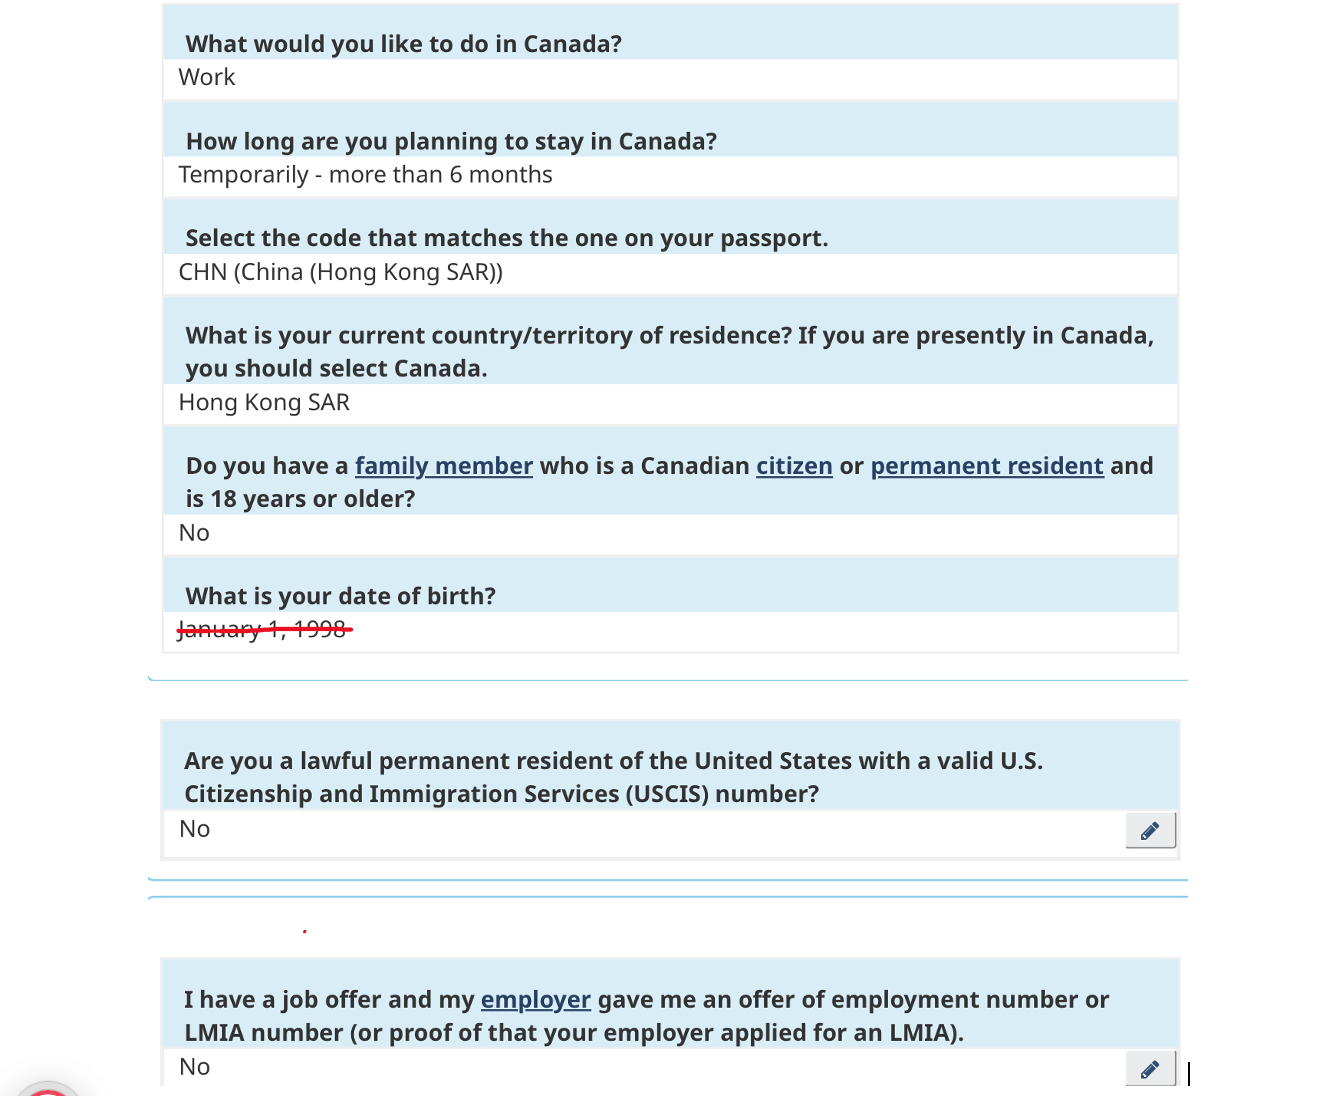 What would you like to do in Canada?
Work
How long are you planning to stay in Canada?
Temporarily - more than 6 months
Select the code that matches the one on your passport.
CHN (China (Hong Kong SAR))
What is your current country/territory of residence? If you are presently in Canada,
you should select Canada.
Hong Kong SAR
Do you have a family member who is a Canadian citizen or permanent resident and
is 18 years or older?
No
What is your date of birth?
January 1, 1998
Are you a lawful permanent resident of the United States with a valid U.S.
Citizenship and Immigration Services (USCIS) number?
No
I have a job offer and my employer gave me an offer of employment number or
LMIA number (or proof of that your employer applied for an LMIA).
No